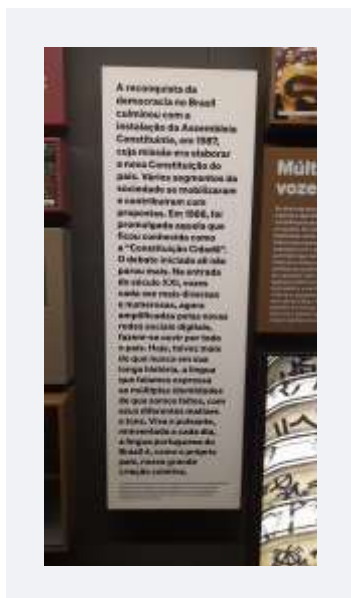 A reconquista da
democracia no Brasil
culminou com a
instalação da Assembleia
Constituinte, em 1987,
cuja missão era elaborar
a nova Constituição do
país. Vários segmentos da
sociedade se mobilizaram
e contribuíram com
propostas. Em 1988, foi
promulgada aquela que
ficou conhecida como
a “Constituição Cidadã”.
O debate iniciado ali não
parou mais. Na entrada
do século XXI, vozes
cada vez mais diversas
e numerosas, agora
amplificadas pelas novas
redes sociais digitais,
fazem-se ouvir por todo
o país. Hoje, talvez mais
do que nunca em sua
longa história, a língua
que falamos expressa
as múltiplas identidades
de que somos feitos, com
seus diferentes matizes
e tons. Viva e pulsante,
reinventada a cada dia,
a língua portuguesa do
Brasil é, como o próprio
país, nossa grande
criação coletiva.
Múlt
voze